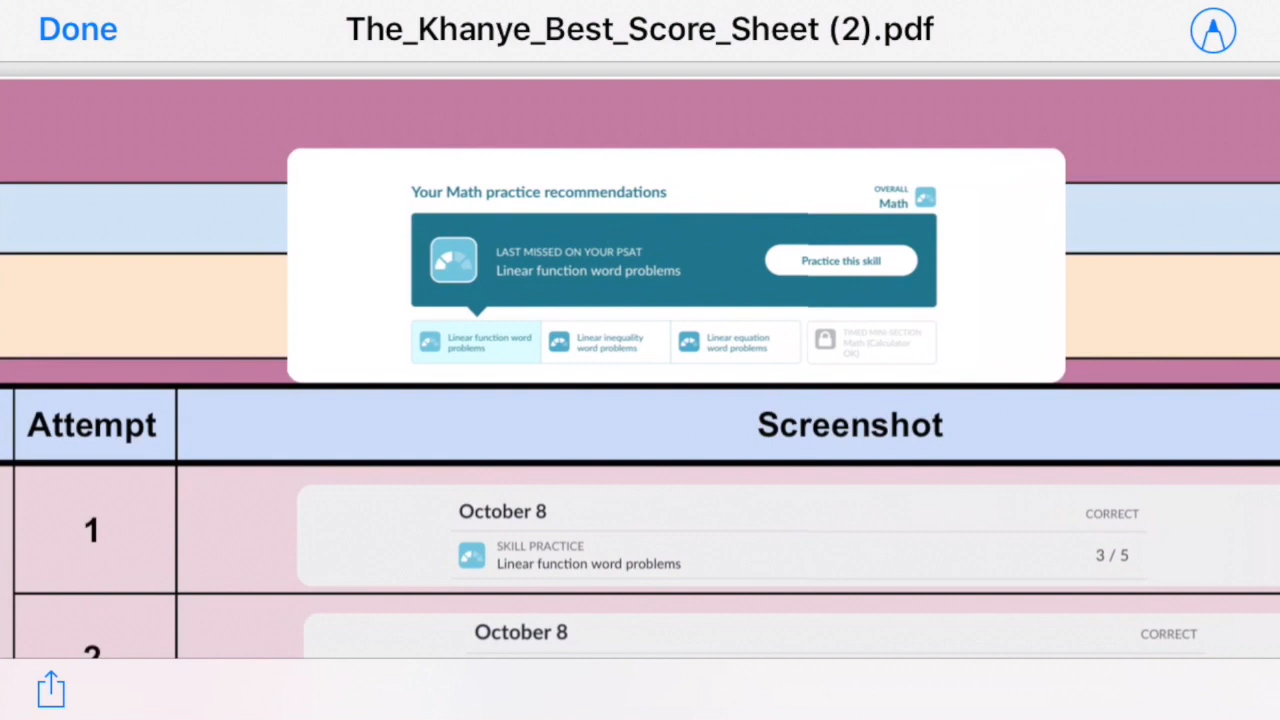 Done
The_Khanye_Best_Score_Sheet (2).pdf
Your Math practice recommendations
OVERALL
Math
LAST MISSED ON YOUR PSAT
Linear function word problems
Practice this skill
Linear function word
problems
Linear inequality
word problems
Linear equation
word problems
TIMED MINI-SECTION
Math (Calculator
OK)
Attempt
Screenshot
1
October 8
CORRECT
SKILL PRACTICE
Linear function word problems
3 / 5
2
October 8
CORRECT